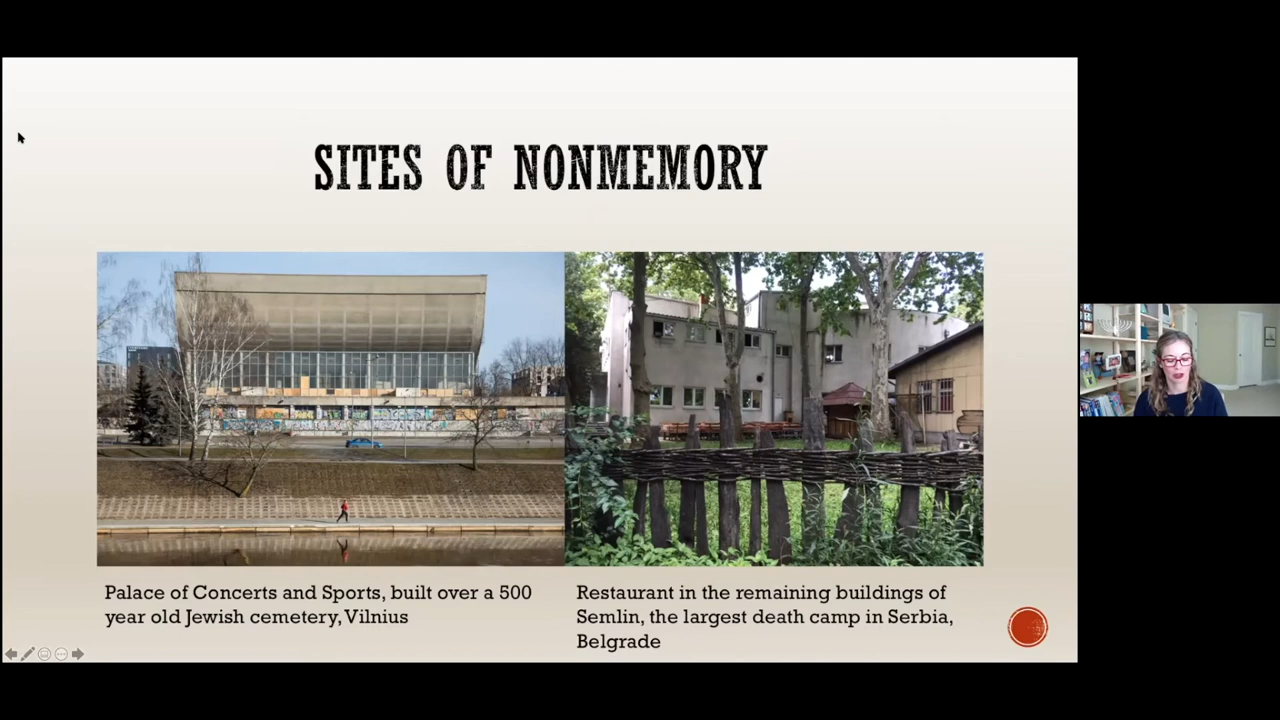 SITES OF NONMEMORY
Palace of Concerts and Sports, built over a 500
year old Jewish cemetery, Vilnius
Restaurant in the remaining buildings of
Semlin, the largest death camp in Serbia,
Belgrade